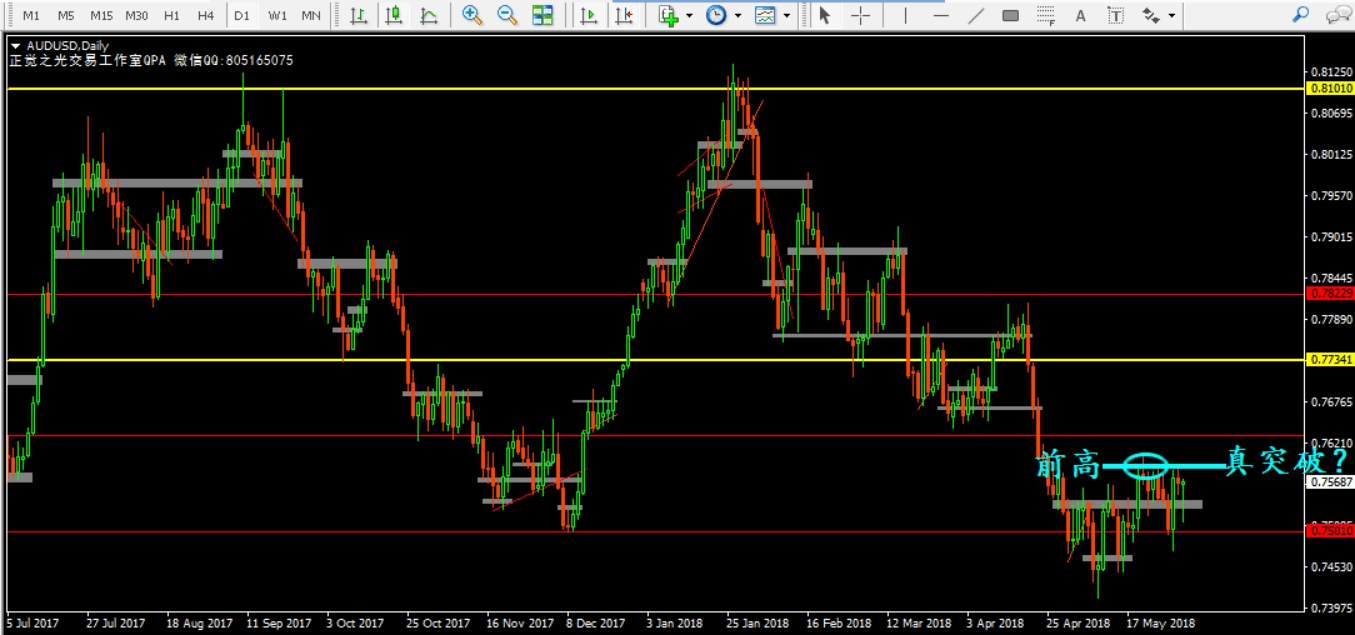 M1 M5 M15 M30 H1 H4 D1 W1 MN
AUDUSD,Daily
正觉之光交易工作室QPA 微信QQ:805165075
0.81250
0.81010
0.80695
0.80125
0.79570
0.79015
0.78445
0.78229
0.77890
0.77341
0.76765
0.76210
前高
真突破?
0.75687
0.75010
0.74530
0.73975
5 Jul 2017 27 Jul 2017 18 Aug 2017 11 Sep 2017 3 Oct 2017 25 Oct 2017 16 Nov 2017 8 Dec 2017 3 Jan 2018 25 Jan 2018 16 Feb 2018 12 Mar 2018 3 Apr 2018 25 Apr 2018 17 May 2018